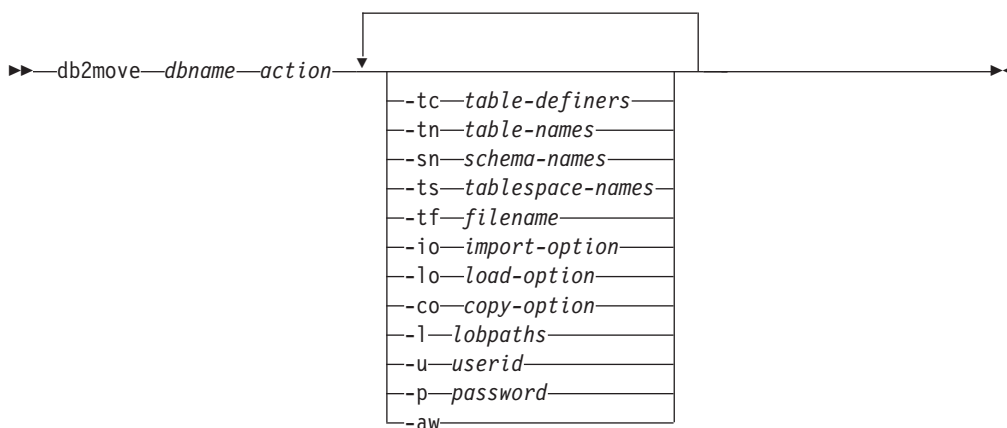 db2move dbname action
-tc table-definers
-tn table-names
-sn schema-names
-ts tablespace-names
-tf filename
-io import-option
-lo load-option
-co copy-option
-l lobpaths
-u userid
-p password
-aw